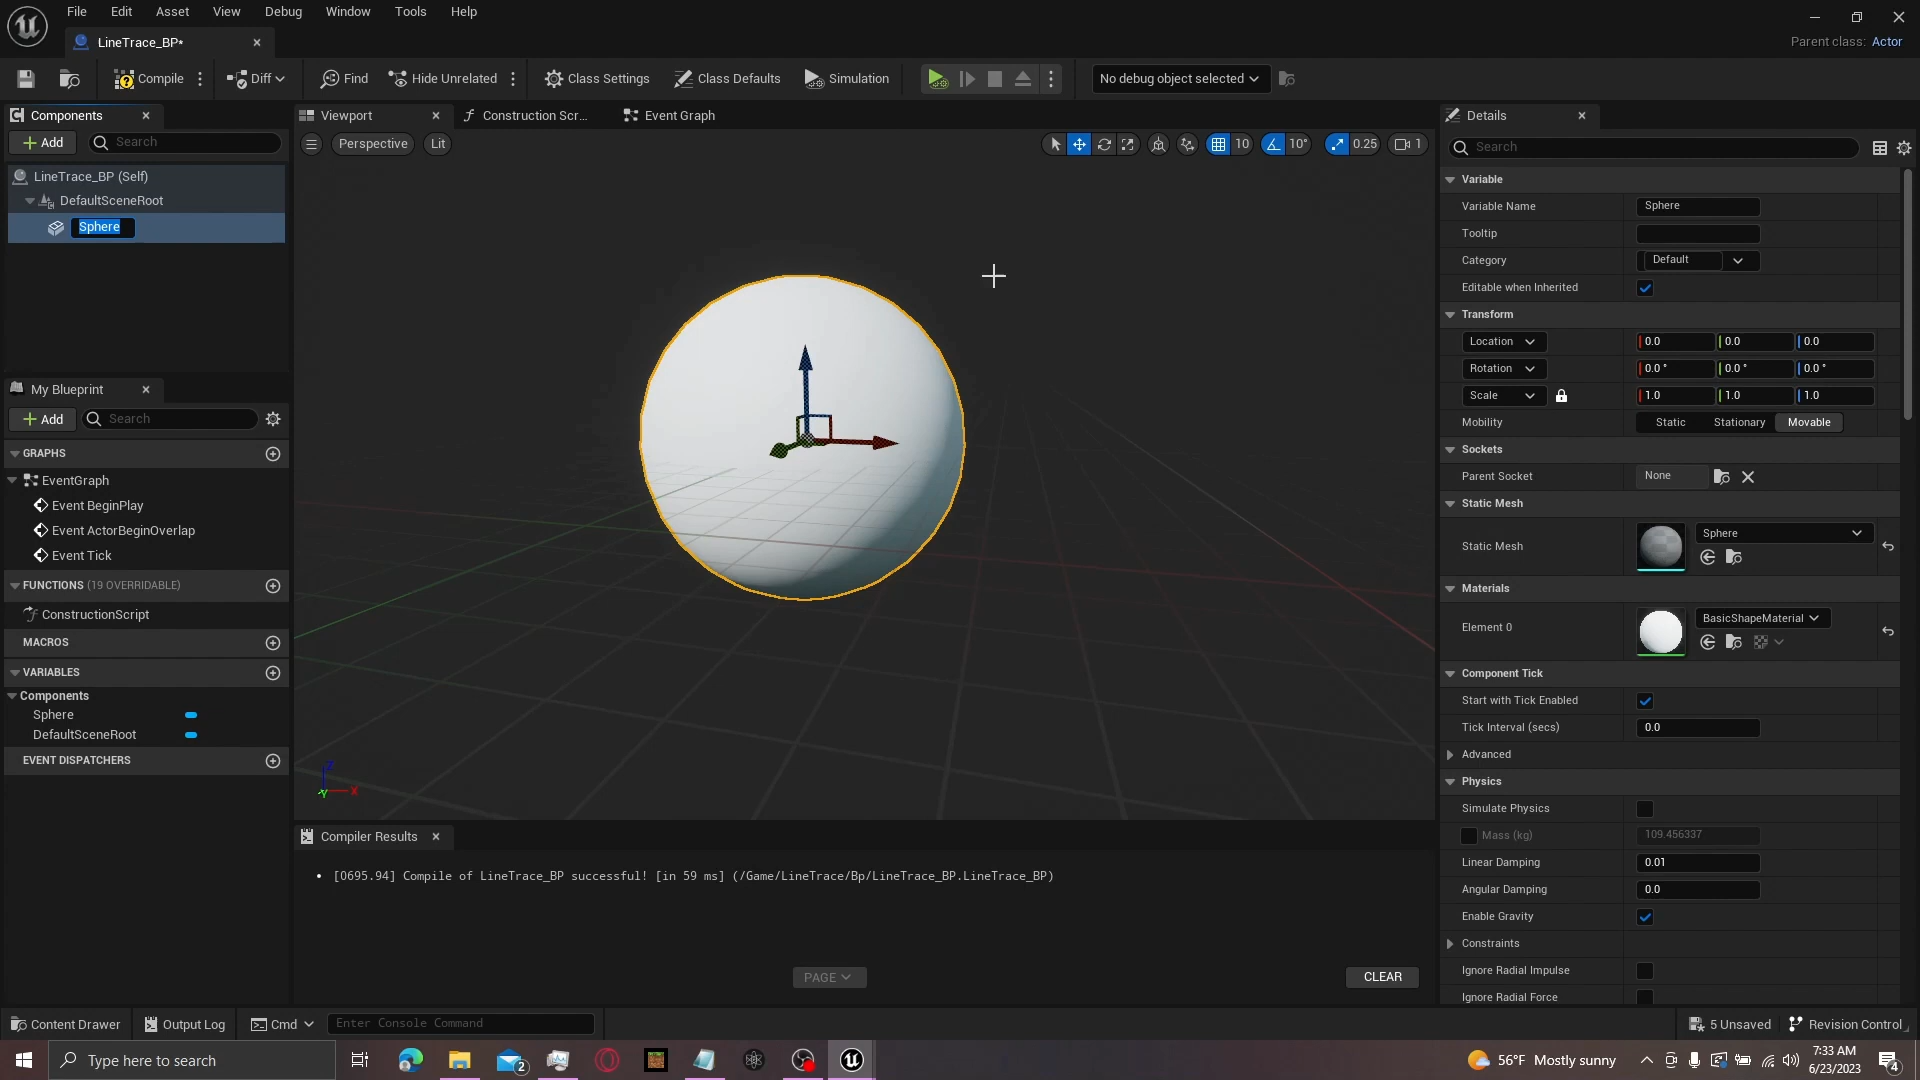 File Edit Asset View Debug Window Tools Help
LineTrace_BP*
Parent class: Actor
Compile Diff Find Hide Unrelated Class Settings Class Defaults Simulation No debug object selected
Components
Add Search
LineTrace_BP (Self)
DefaultSceneRoot
Sphere
My Blueprint
Add Search
GRAPHS
EventGraph
Event BeginPlay
Event ActorBeginOverlap
Event Tick
FUNCTIONS (19 OVERRIDABLE)
ConstructionScript
MACROS
VARIABLES
Components
Sphere
DefaultSceneRoot
EVENT DISPATCHERS
Viewport Construction Scr... Event Graph
Perspective Lit 10 10° 0.25 1
Z
X
Y
Compiler Results
• [0695.94] Compile of LineTrace_BP successful! [in 59 ms] (/Game/LineTrace/Bp/LineTrace_BP.LineTrace_BP)
PAGE CLEAR
Details
Search
Variable
Variable Name Sphere
Tooltip
Category Default
Editable when Inherited
Transform
Location 0.0 0.0 0.0
Rotation 0.0 ° 0.0 ° 0.0 °
Scale 1.0 1.0 1.0
Mobility Static Stationary Movable
Sockets
Parent Socket None
Static Mesh
Static Mesh Sphere
Materials
Element 0 BasicShapeMaterial
Component Tick
Start with Tick Enabled
Tick Interval (secs) 0.0
Advanced
Physics
Simulate Physics
Mass (kg) 109.456337
Linear Damping 0.01
Angular Damping 0.0
Enable Gravity
Constraints
Ignore Radial Impulse
Ignore Radial Force
Content Drawer Output Log Cmd Enter Console Command 5 Unsaved Revision Control
Type here to search 2 56°F Mostly sunny 7:33 AM
6/23/2023 4